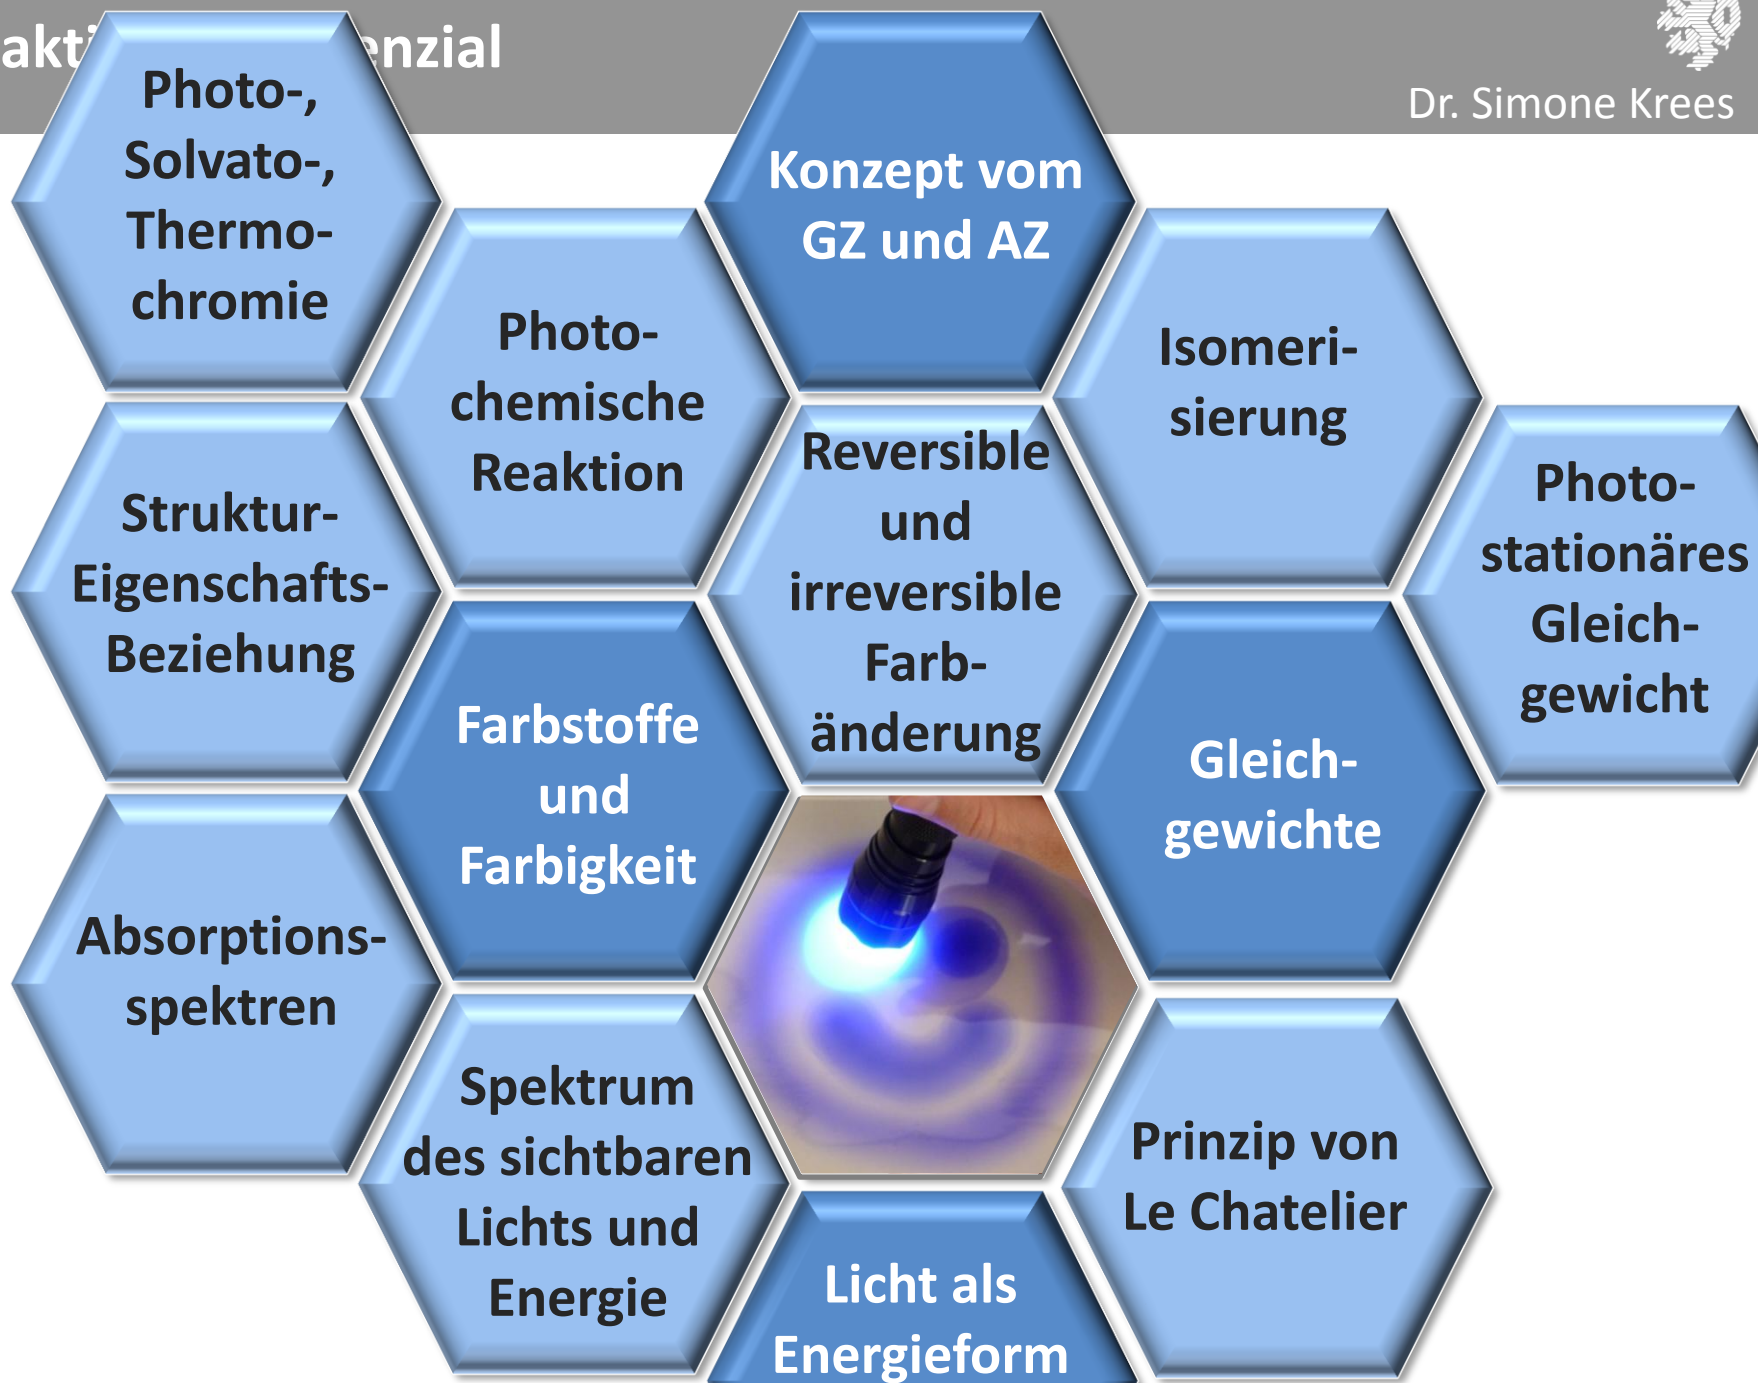 enzial
Dr. Simone Krees
Photo-,
Solvato-,
Thermo-
chromie
Konzept vom
GZ und AZ
Photo-
chemische
Reaktion
Isomeri-
sierung
Reversible
und
irreversible
Farb-
änderung
Photo-
stationäres
Gleich-
gewicht
Struktur-
Eigenschafts-
Beziehung
Farbstoffe
und
Farbigkeit
Gleich-
gewichte
Absorptions-
spektren
Spektrum
des sichtbaren
Lichts und
Energie
Prinzip von
Le Chatelier
Licht als
Energieform